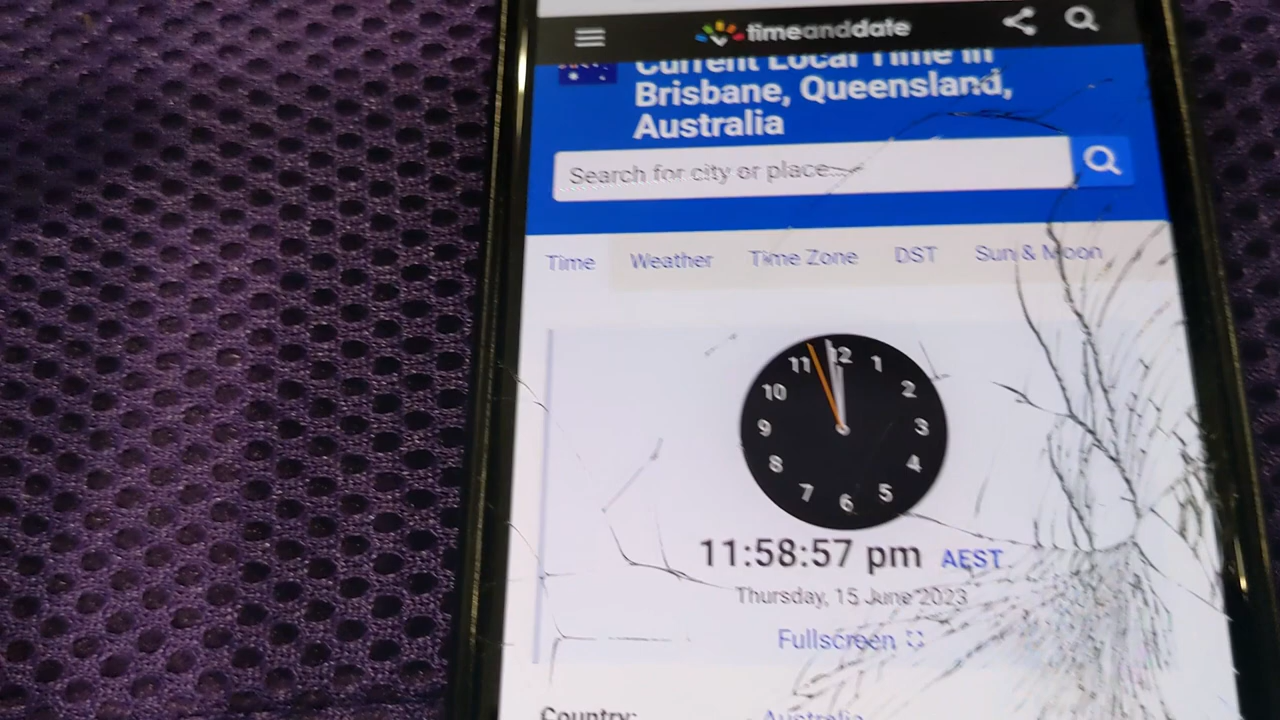 timeanddate
Current Local Time in
Brisbane, Queensland,
Australia
Search for city or place...
Time Weather Time Zone DST Sun & Moon
12
11 1
10 2
9 3
8 4
7 5
6
11:58:57 pm AEST
Thursday, 15 June 2023
Fullscreen
Country: Australia